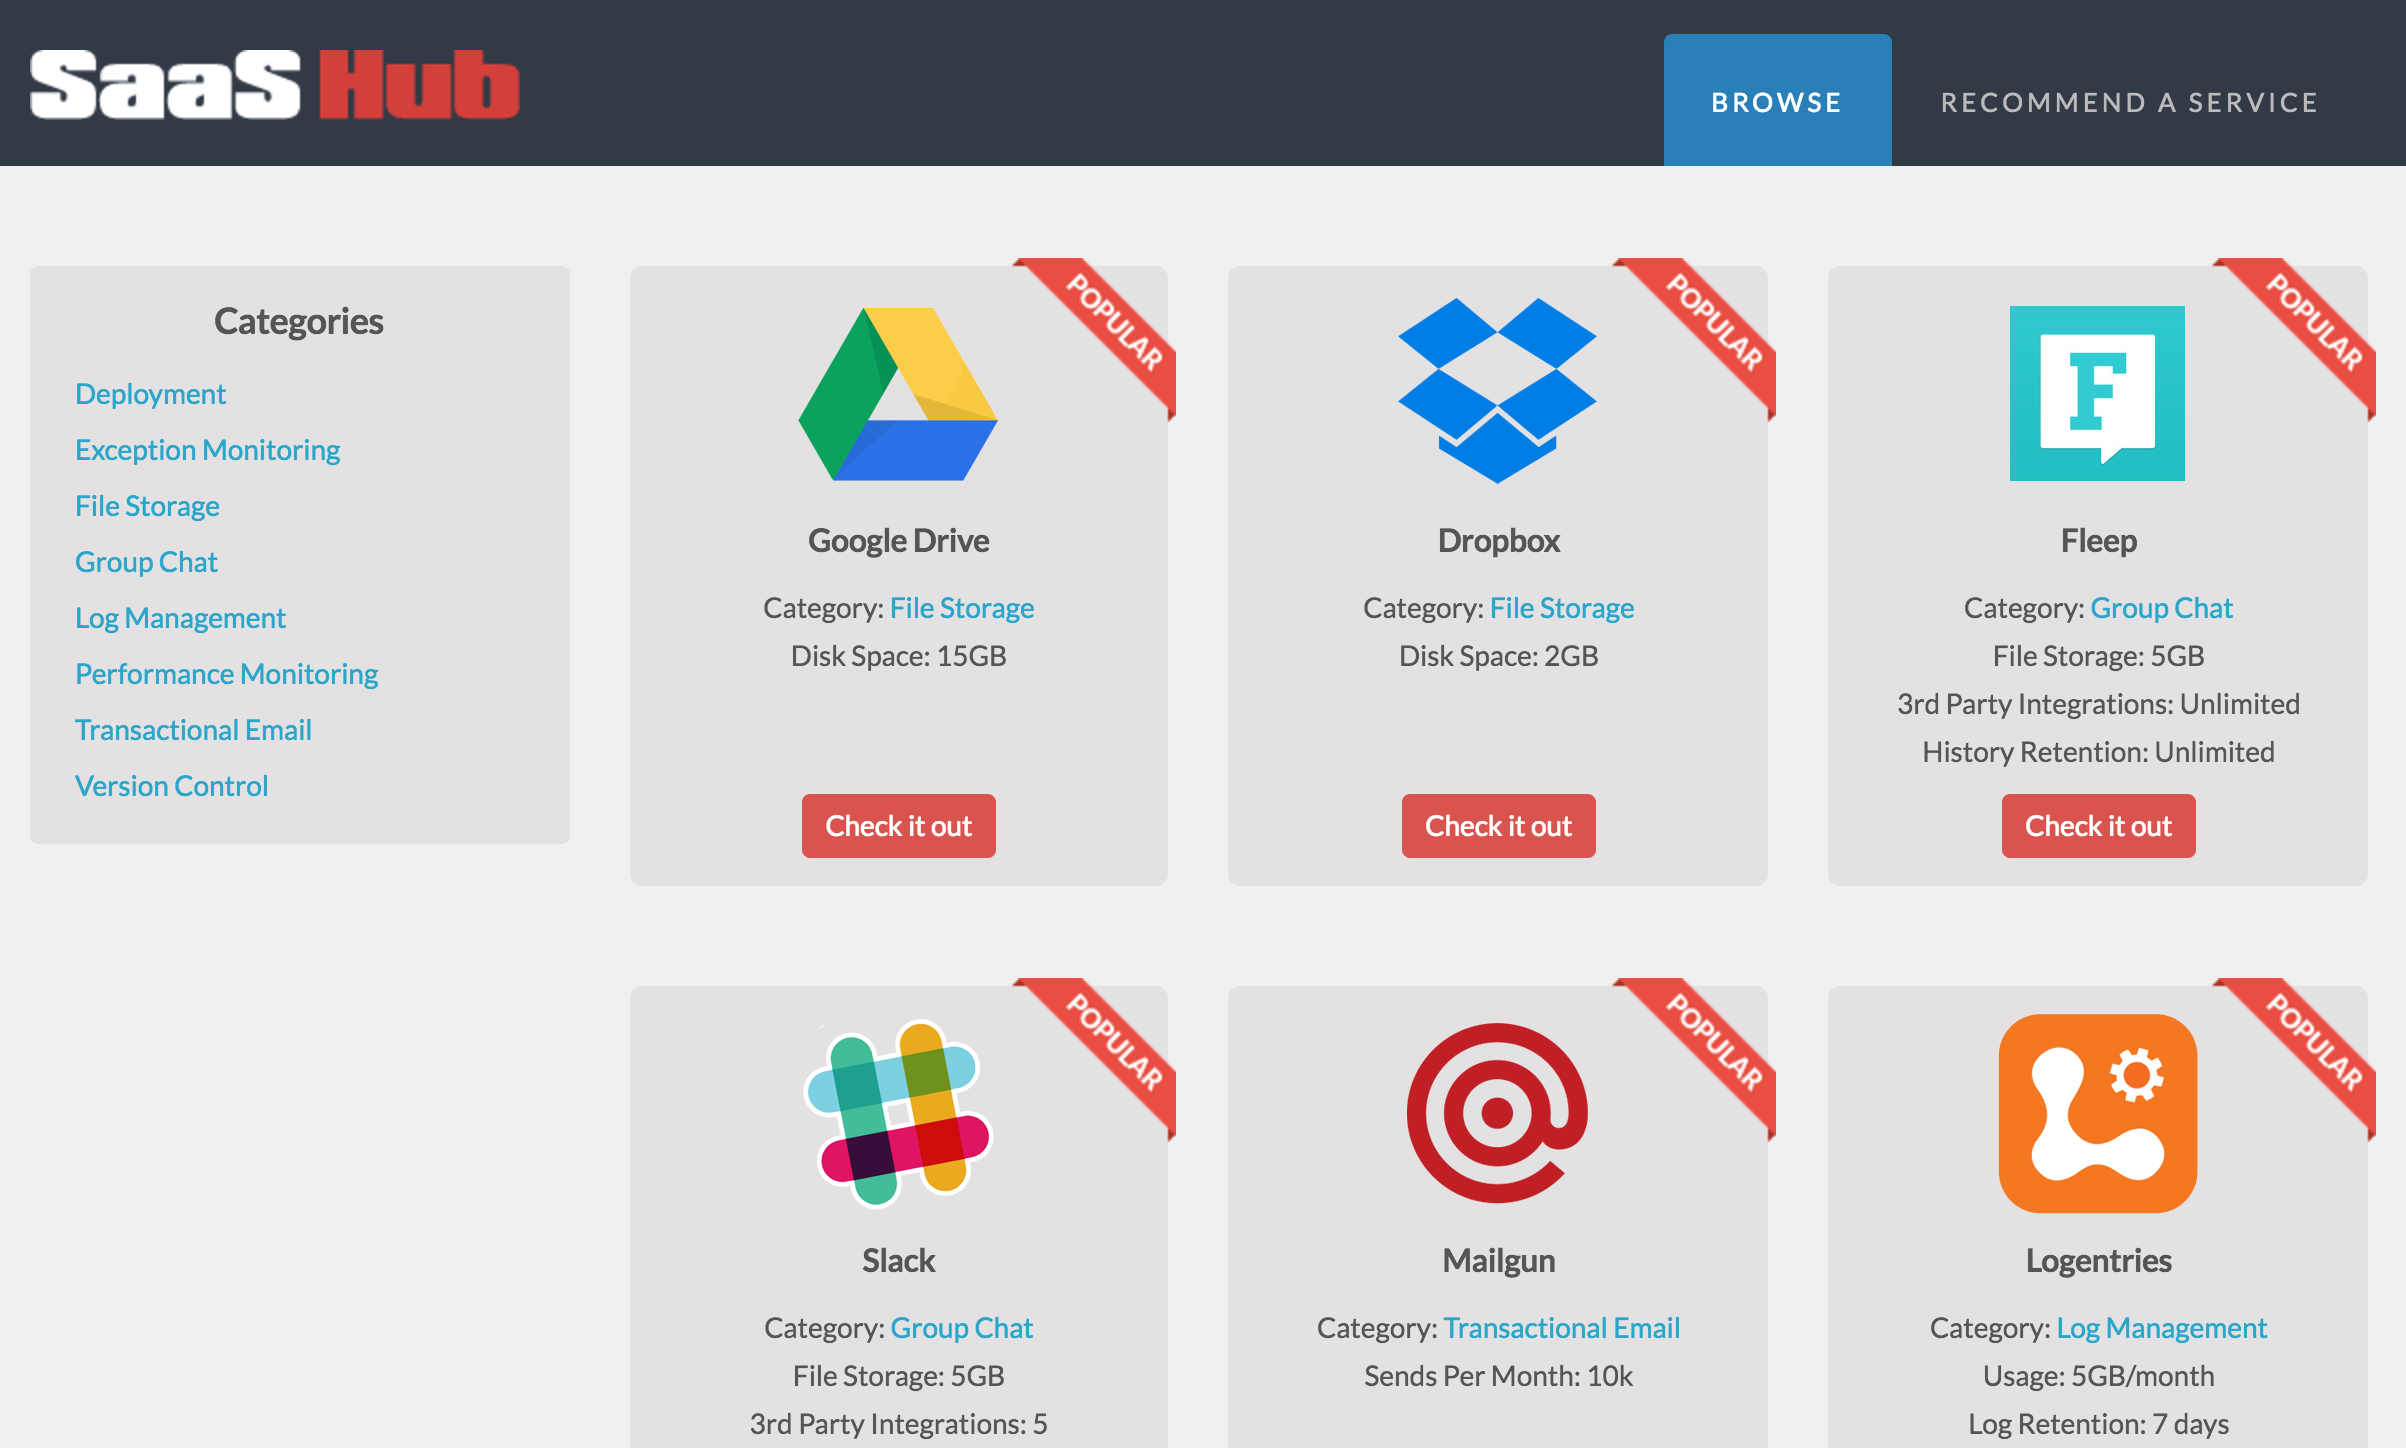 SaaS Hub
BROWSE
RECOMMEND A SERVICE
Categories
Deployment
Exception Monitoring
File Storage
Group Chat
Log Management
Performance Monitoring
Transactional Email
Version Control
POPULAR
Google Drive
Category: File Storage
Disk Space: 15GB
Check it out
POPULAR
Dropbox
Category: File Storage
Disk Space: 2GB
Check it out
POPULAR
F
Fleep
Category: Group Chat
File Storage: 5GB
3rd Party Integrations: Unlimited
History Retention: Unlimited
Check it out
POPULAR
Slack
Category: Group Chat
File Storage: 5GB
3rd Party Integrations: 5
POPULAR
Mailgun
Category: Transactional Email
Sends Per Month: 10k
POPULAR
Logentries
Category: Log Management
Usage: 5GB/month
Log Retention: 7 days